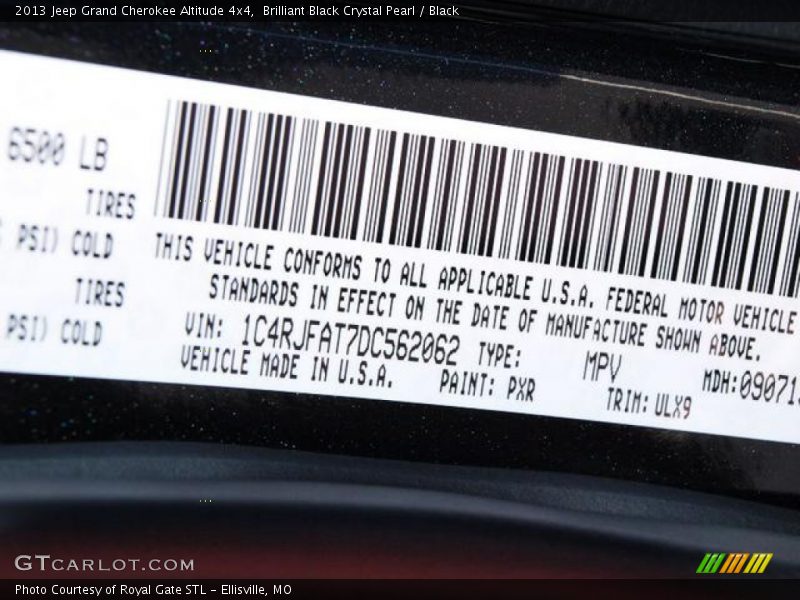 2013 Jeep Grand Cherokee Altitude 4x4,  Brilliant Black Crystal Pearl / Black
6500 LB
TIRES
PSI) COLD
TIRES
PSI) COLD
THIS VEHICLE CONFORMS TO ALL APPLICABLE U.S.A. FEDERAL MOTOR VEHICLE
STANDARDS IN EFFECT ON THE DATE OF MANUFACTURE SHOWN ABOVE.
VIN: 1C4RJFAT7DC562062 TYPE: MPV MDH:090713
VEHICLE MADE IN U.S.A. PAINT: PXR TRIM: ULX9
GTCARLOT.COM
Photo Courtesy of Royal Gate STL - Ellisville, MO